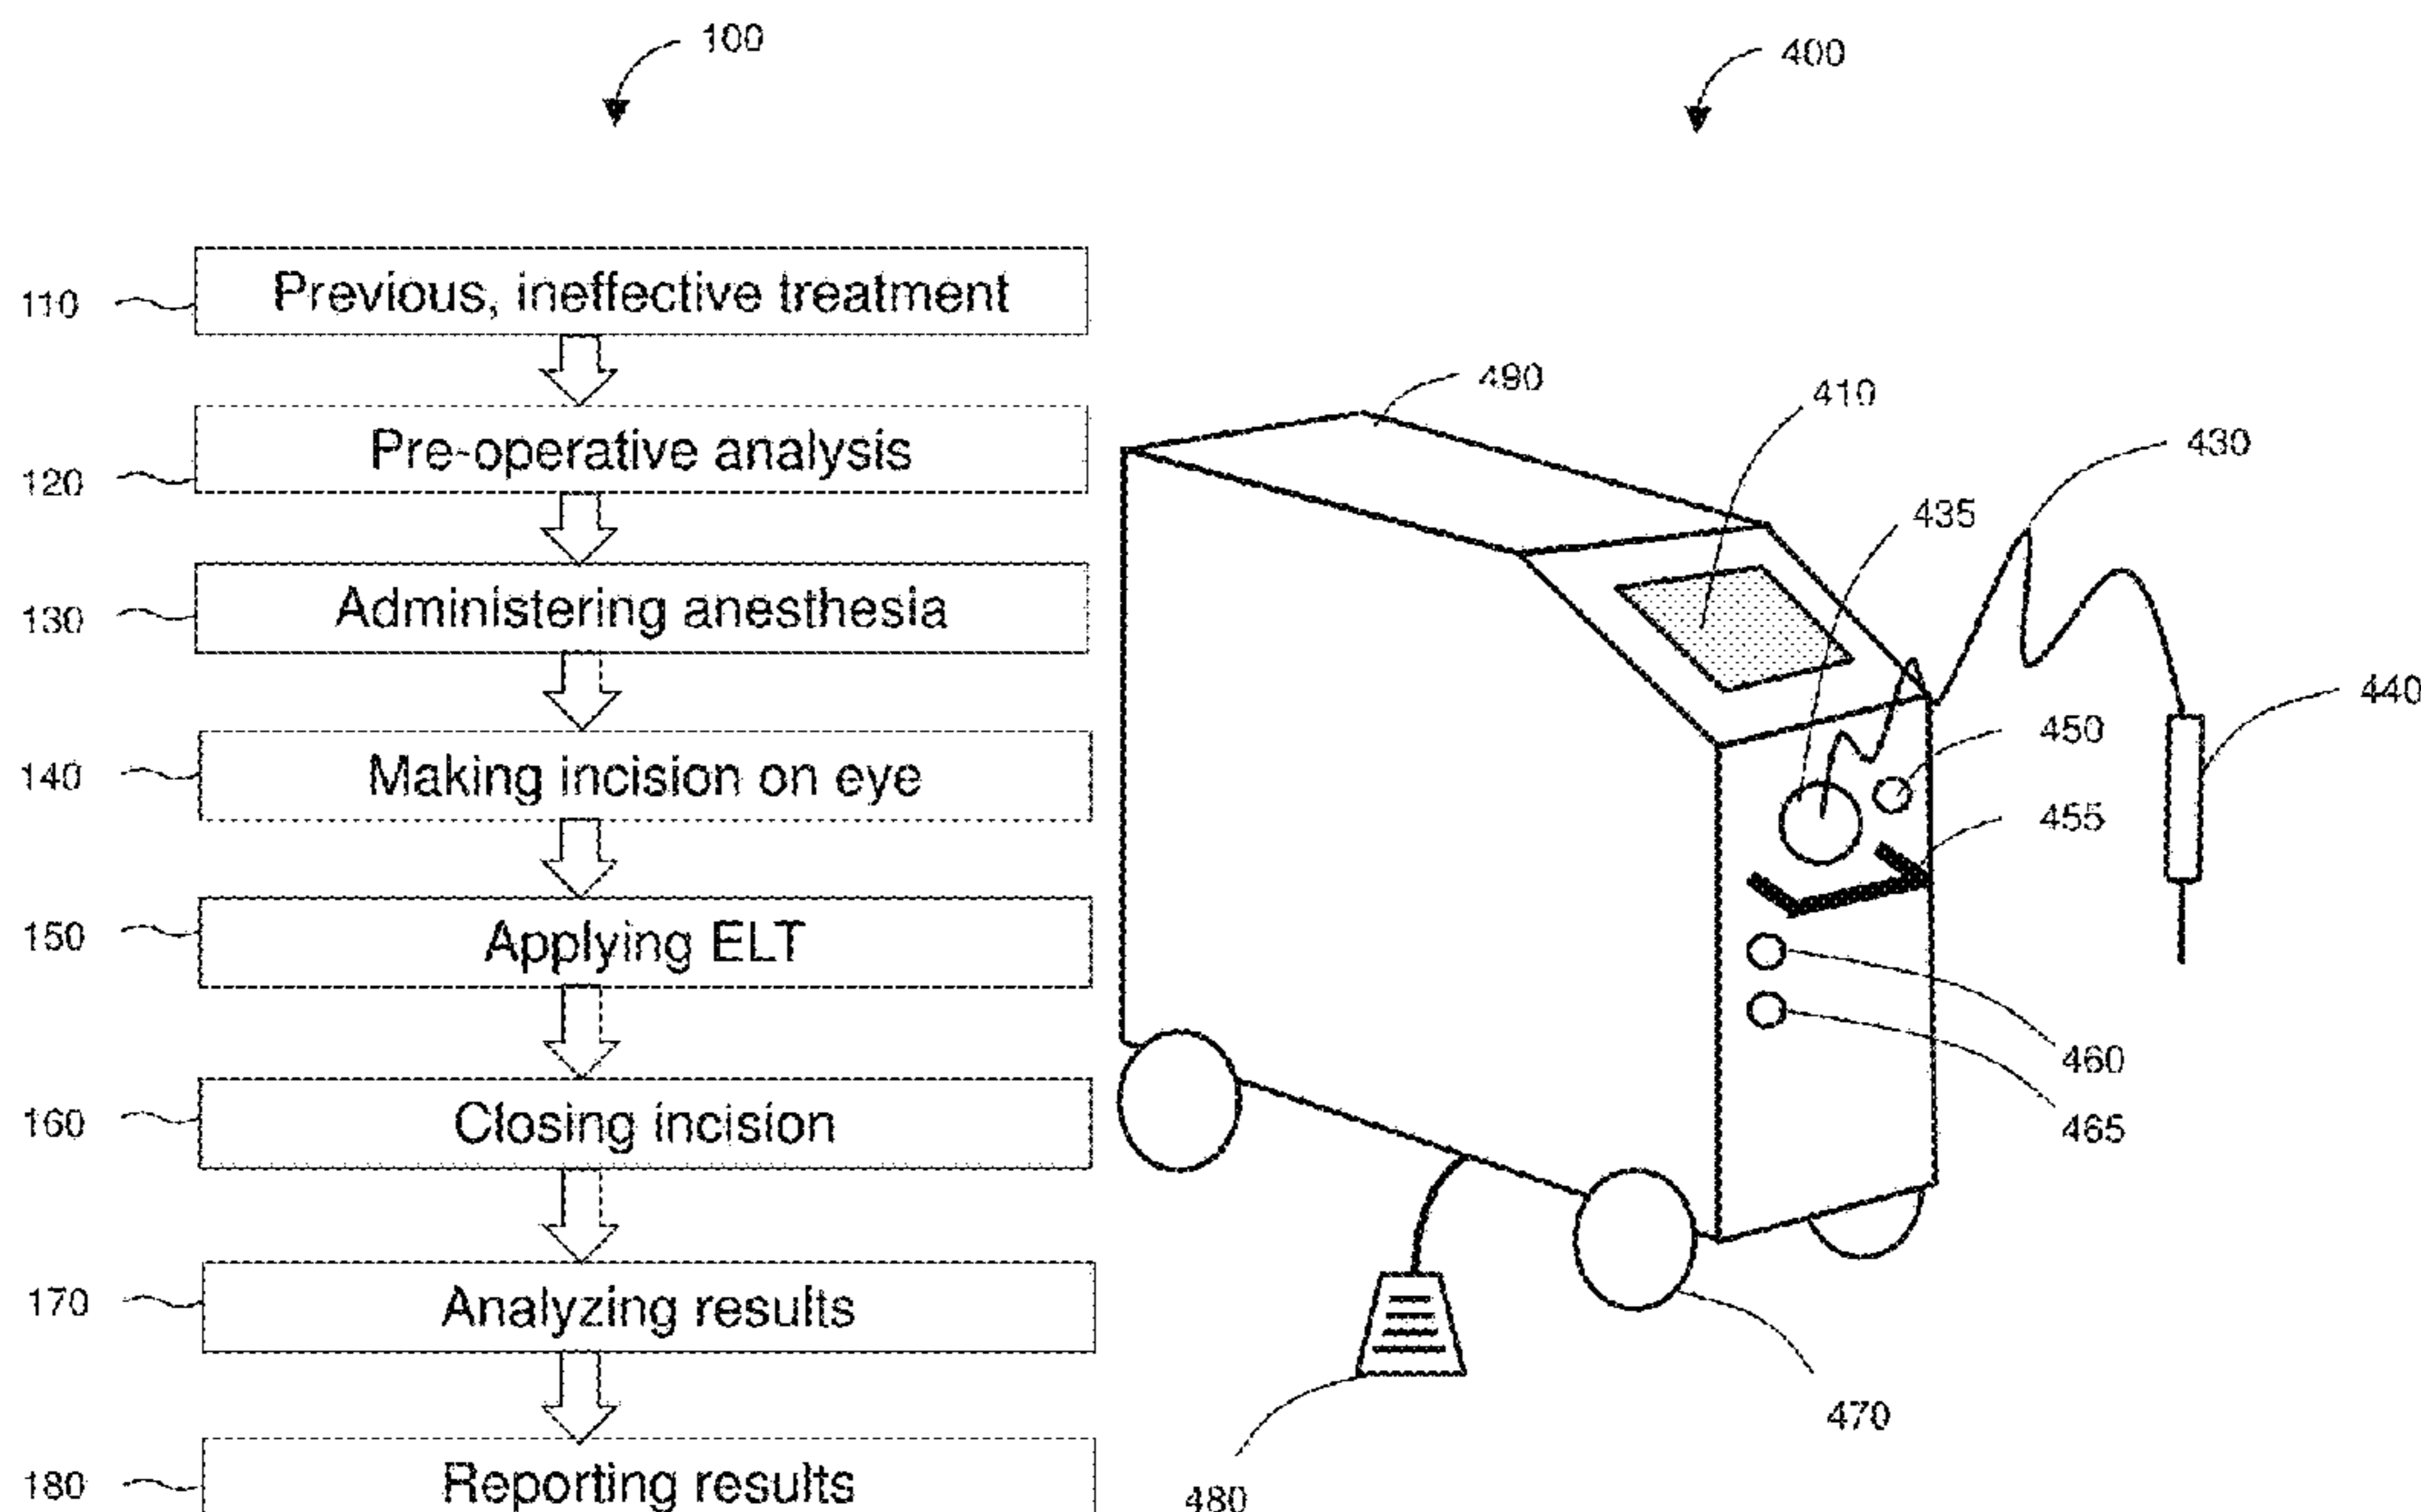 100
110 Previous, ineffective treatment
120 Pre-operative analysis
130 Administering anesthesia
140 Making incision on eye
150 Applying ELT
160 Closing incision
170 Analyzing results
180 Reporting results
400
490
410
430
435
440
450
455
460
465
470
480